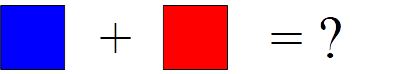 + = ?